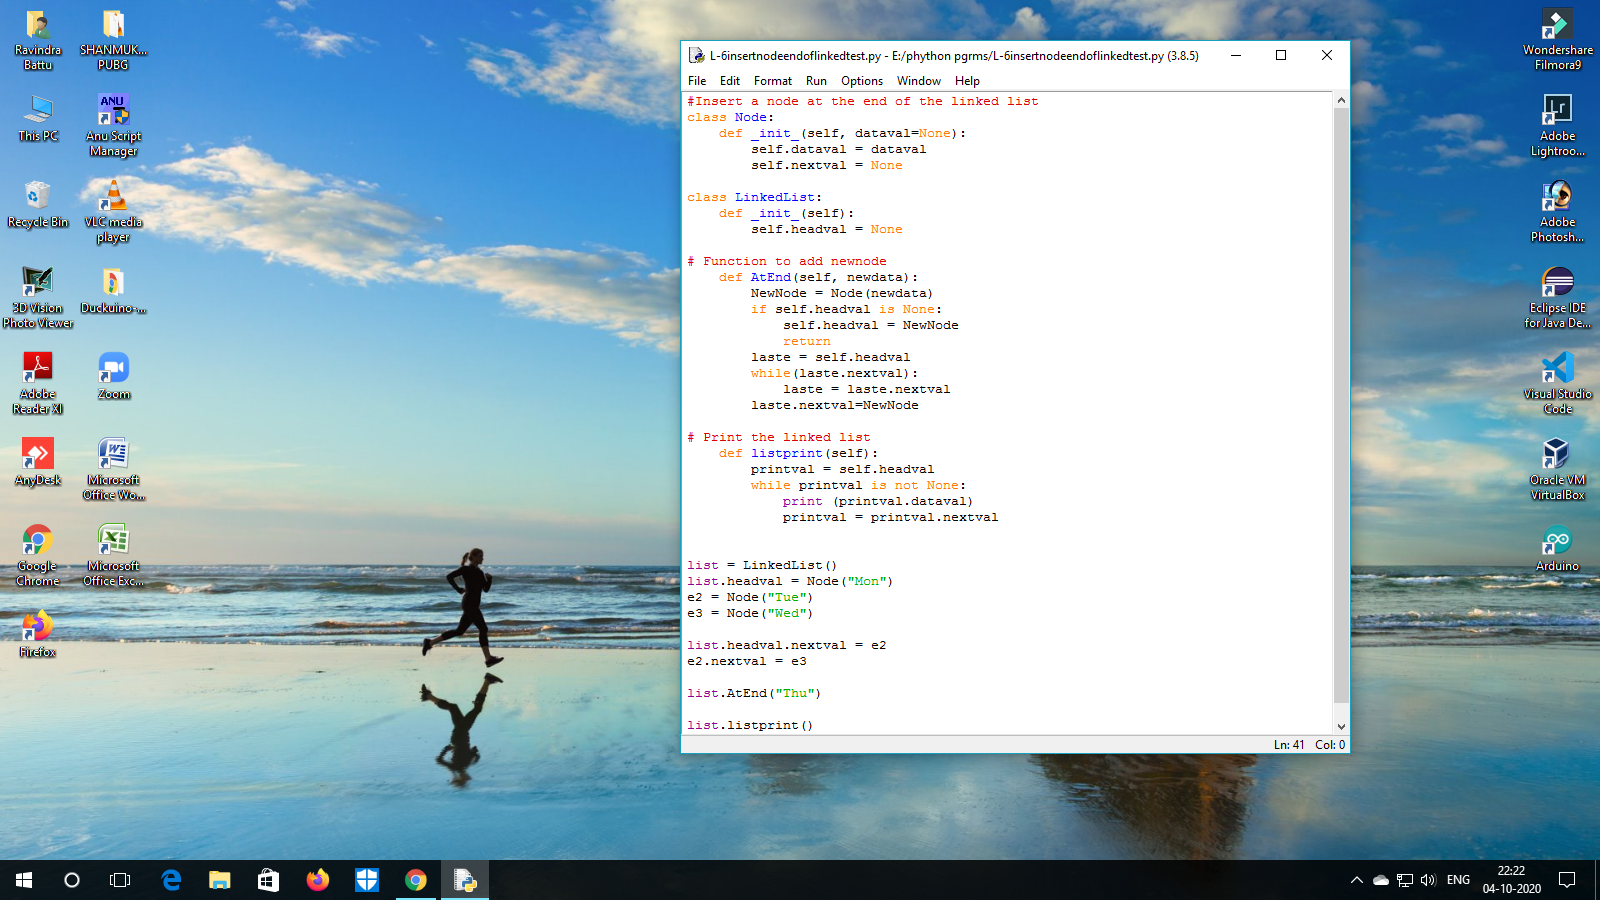 Ravindra
Battu
SHANMUK...
PUBG
This PC
ANU
Anu Script
Manager
Recycle Bin
VLC media
player
3D Vision
Photo Viewer
Duckuino-...
Adobe
Reader XI
Zoom
AnyDesk
Microsoft
Office Wo...
Google
Chrome
Microsoft
Office Exc...
Firefox
L-6insertnodeendoflinkedtest.py - E:/phython pgrms/L-6insertnodeendoflinkedtest.py (3.8.5)
File Edit Format Run Options Window Help
#Insert a node at the end of the linked list
class Node:
    def _init_(self, dataval=None):
        self.dataval = dataval
        self.nextval = None
class LinkedList:
    def _init_(self):
        self.headval = None
# Function to add newnode
    def AtEnd(self, newdata):
        NewNode = Node(newdata)
        if self.headval is None:
            self.headval = NewNode
            return
        laste = self.headval
        while(laste.nextval):
            laste = laste.nextval
        laste.nextval=NewNode
# Print the linked list
    def listprint(self):
        printval = self.headval
        while printval is not None:
            print (printval.dataval)
            printval = printval.nextval
list = LinkedList()
list.headval = Node("Mon")
e2 = Node("Tue")
e3 = Node("Wed")
list.headval.nextval = e2
e2.nextval = e3
list.AtEnd("Thu")
list.listprint()
Ln: 41 Col: 0
Wondershare
Filmora9
Lr
Adobe
Lightroo...
Adobe
Photosh...
Eclipse IDE
for Java De...
Visual Studio
Code
Oracle VM
VirtualBox
Arduino
ENG
22:22
04-10-2020